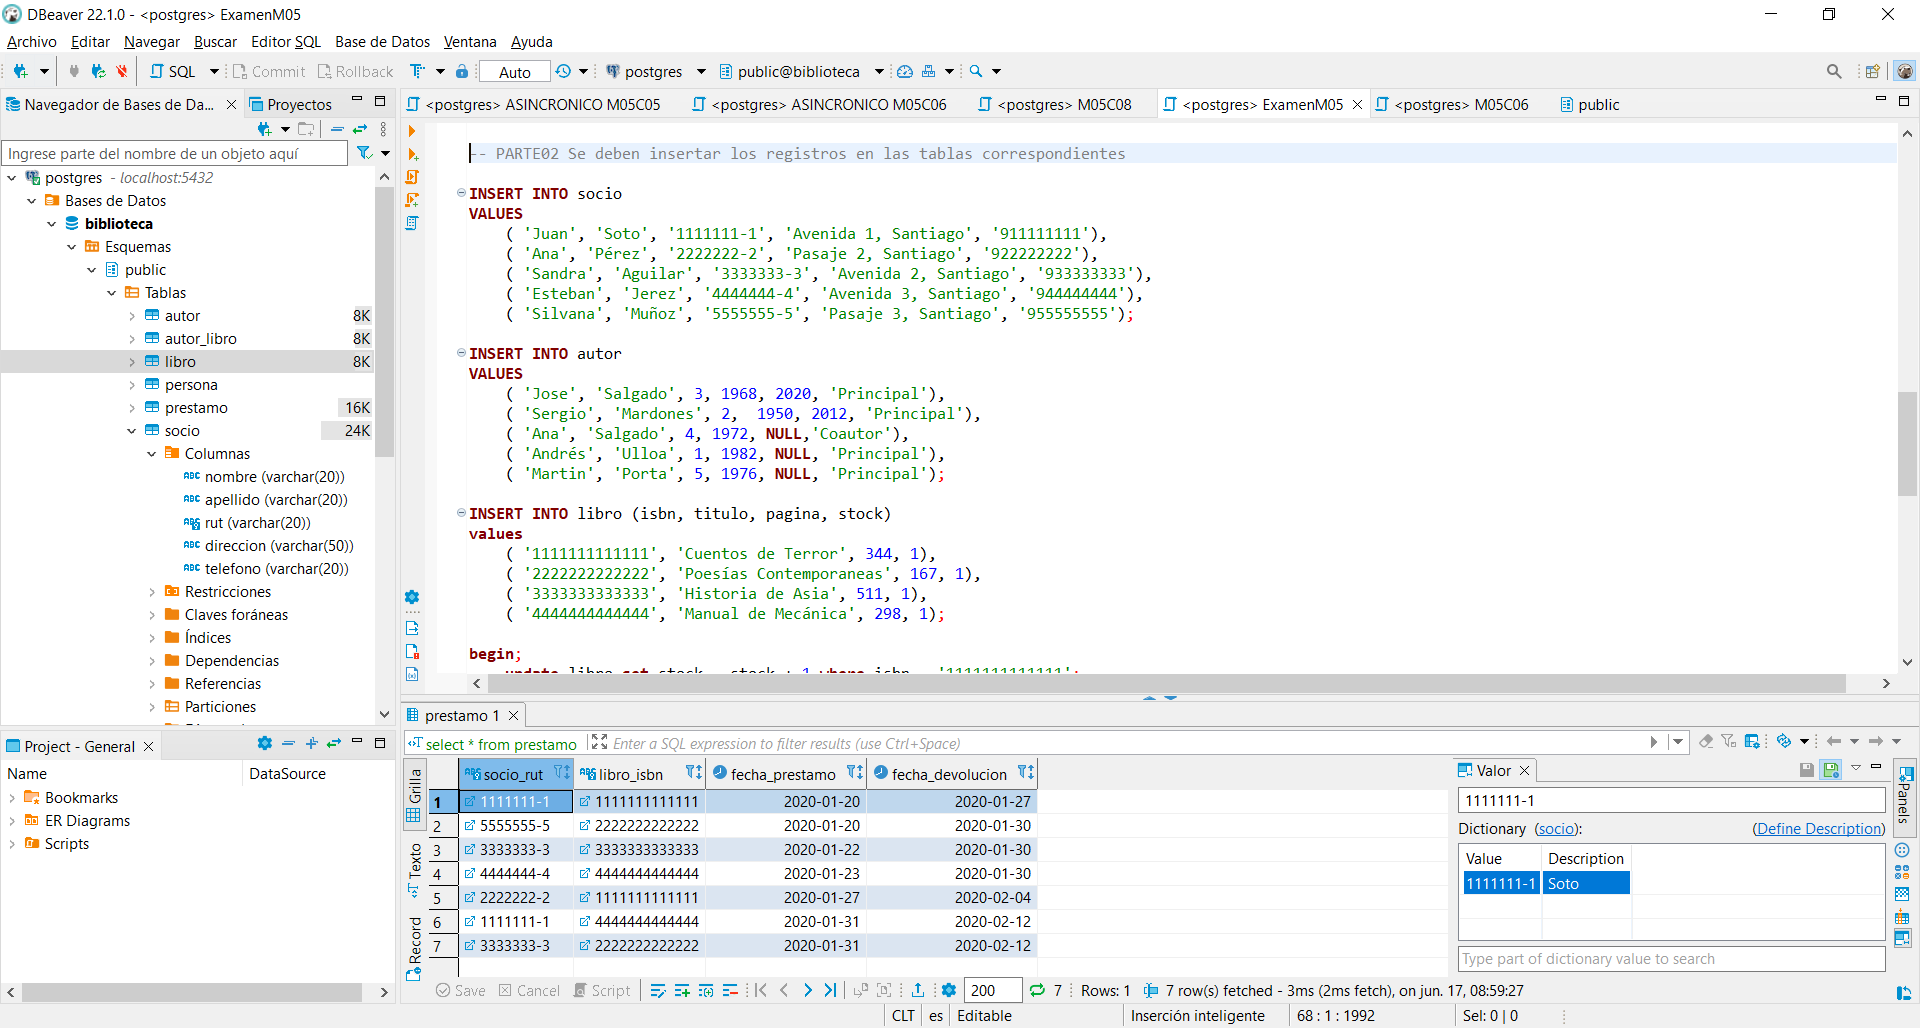 DBeaver 22.1.0 - <postgres> ExamenM05
Archivo Editar Navegar Buscar Editor SQL Base de Datos Ventana Ayuda
SQL Commit Rollback Auto postgres public@biblioteca
Navegador de Bases de Da... Proyectos
Ingrese parte del nombre de un objeto aquí
postgres - localhost:5432
Bases de Datos
biblioteca
Esquemas
public
Tablas
autor 8K
autor_libro 8K
libro 8K
persona
prestamo 16K
socio 24K
Columnas
nombre (varchar(20))
apellido (varchar(20))
rut (varchar(20))
direccion (varchar(50))
telefono (varchar(20))
Restricciones
Claves foráneas
Índices
Dependencias
Referencias
Particiones
Project - General
Name DataSource
Bookmarks
ER Diagrams
Scripts
<postgres> ASINCRONICO M05C05 <postgres> ASINCRONICO M05C06 <postgres> M05C08 <postgres> ExamenM05 <postgres> M05C06 public
-- PARTE02 Se deben insertar los registros en las tablas correspondientes
INSERT INTO socio
VALUES
( 'Juan', 'Soto', '1111111-1', 'Avenida 1, Santiago', '911111111'),
( 'Ana', 'Pérez', '2222222-2', 'Pasaje 2, Santiago', '922222222'),
( 'Sandra', 'Aguilar', '3333333-3', 'Avenida 2, Santiago', '933333333'),
( 'Esteban', 'Jerez', '4444444-4', 'Avenida 3, Santiago', '944444444'),
( 'Silvana', 'Muñoz', '5555555-5', 'Pasaje 3, Santiago', '955555555');
INSERT INTO autor
VALUES
( 'Jose', 'Salgado', 3, 1968, 2020, 'Principal'),
( 'Sergio', 'Mardones', 2,  1950, 2012, 'Principal'),
( 'Ana', 'Salgado', 4, 1972, NULL,'Coautor'),
( 'Andrés', 'Ulloa', 1, 1982, NULL, 'Principal'),
( 'Martin', 'Porta', 5, 1976, NULL, 'Principal');
INSERT INTO libro (isbn, titulo, pagina, stock)
values
( '1111111111111', 'Cuentos de Terror', 344, 1),
( '2222222222222', 'Poesías Contemporaneas', 167, 1),
( '3333333333333', 'Historia de Asia', 511, 1),
( '4444444444444', 'Manual de Mecánica', 298, 1);
begin;
update libro set stock = stock + 1 where isbn = '1111111111111';
prestamo 1
select * from prestamo Enter a SQL expression to filter results (use Ctrl+Space)
Grilla
Texto
Record
socio_rut libro_isbn fecha_prestamo fecha_devolucion
1 1111111-1 1111111111111 2020-01-20 2020-01-27
2 5555555-5 2222222222222 2020-01-20 2020-01-30
3 3333333-3 3333333333333 2020-01-22 2020-01-30
4 4444444-4 4444444444444 2020-01-23 2020-01-30
5 2222222-2 1111111111111 2020-01-27 2020-02-04
6 1111111-1 4444444444444 2020-01-31 2020-02-12
7 3333333-3 2222222222222 2020-01-31 2020-02-12
Valor
1111111-1
Dictionary (socio): (Define Description)
Value Description
1111111-1 Soto
Type part of dictionary value to search
Panels
Save Cancel Script 200 7 Rows: 1 7 row(s) fetched - 3ms (2ms fetch), on jun. 17, 08:59:27
CLT es Editable Inserción inteligente 68 : 1 : 1992 Sel: 0 | 0